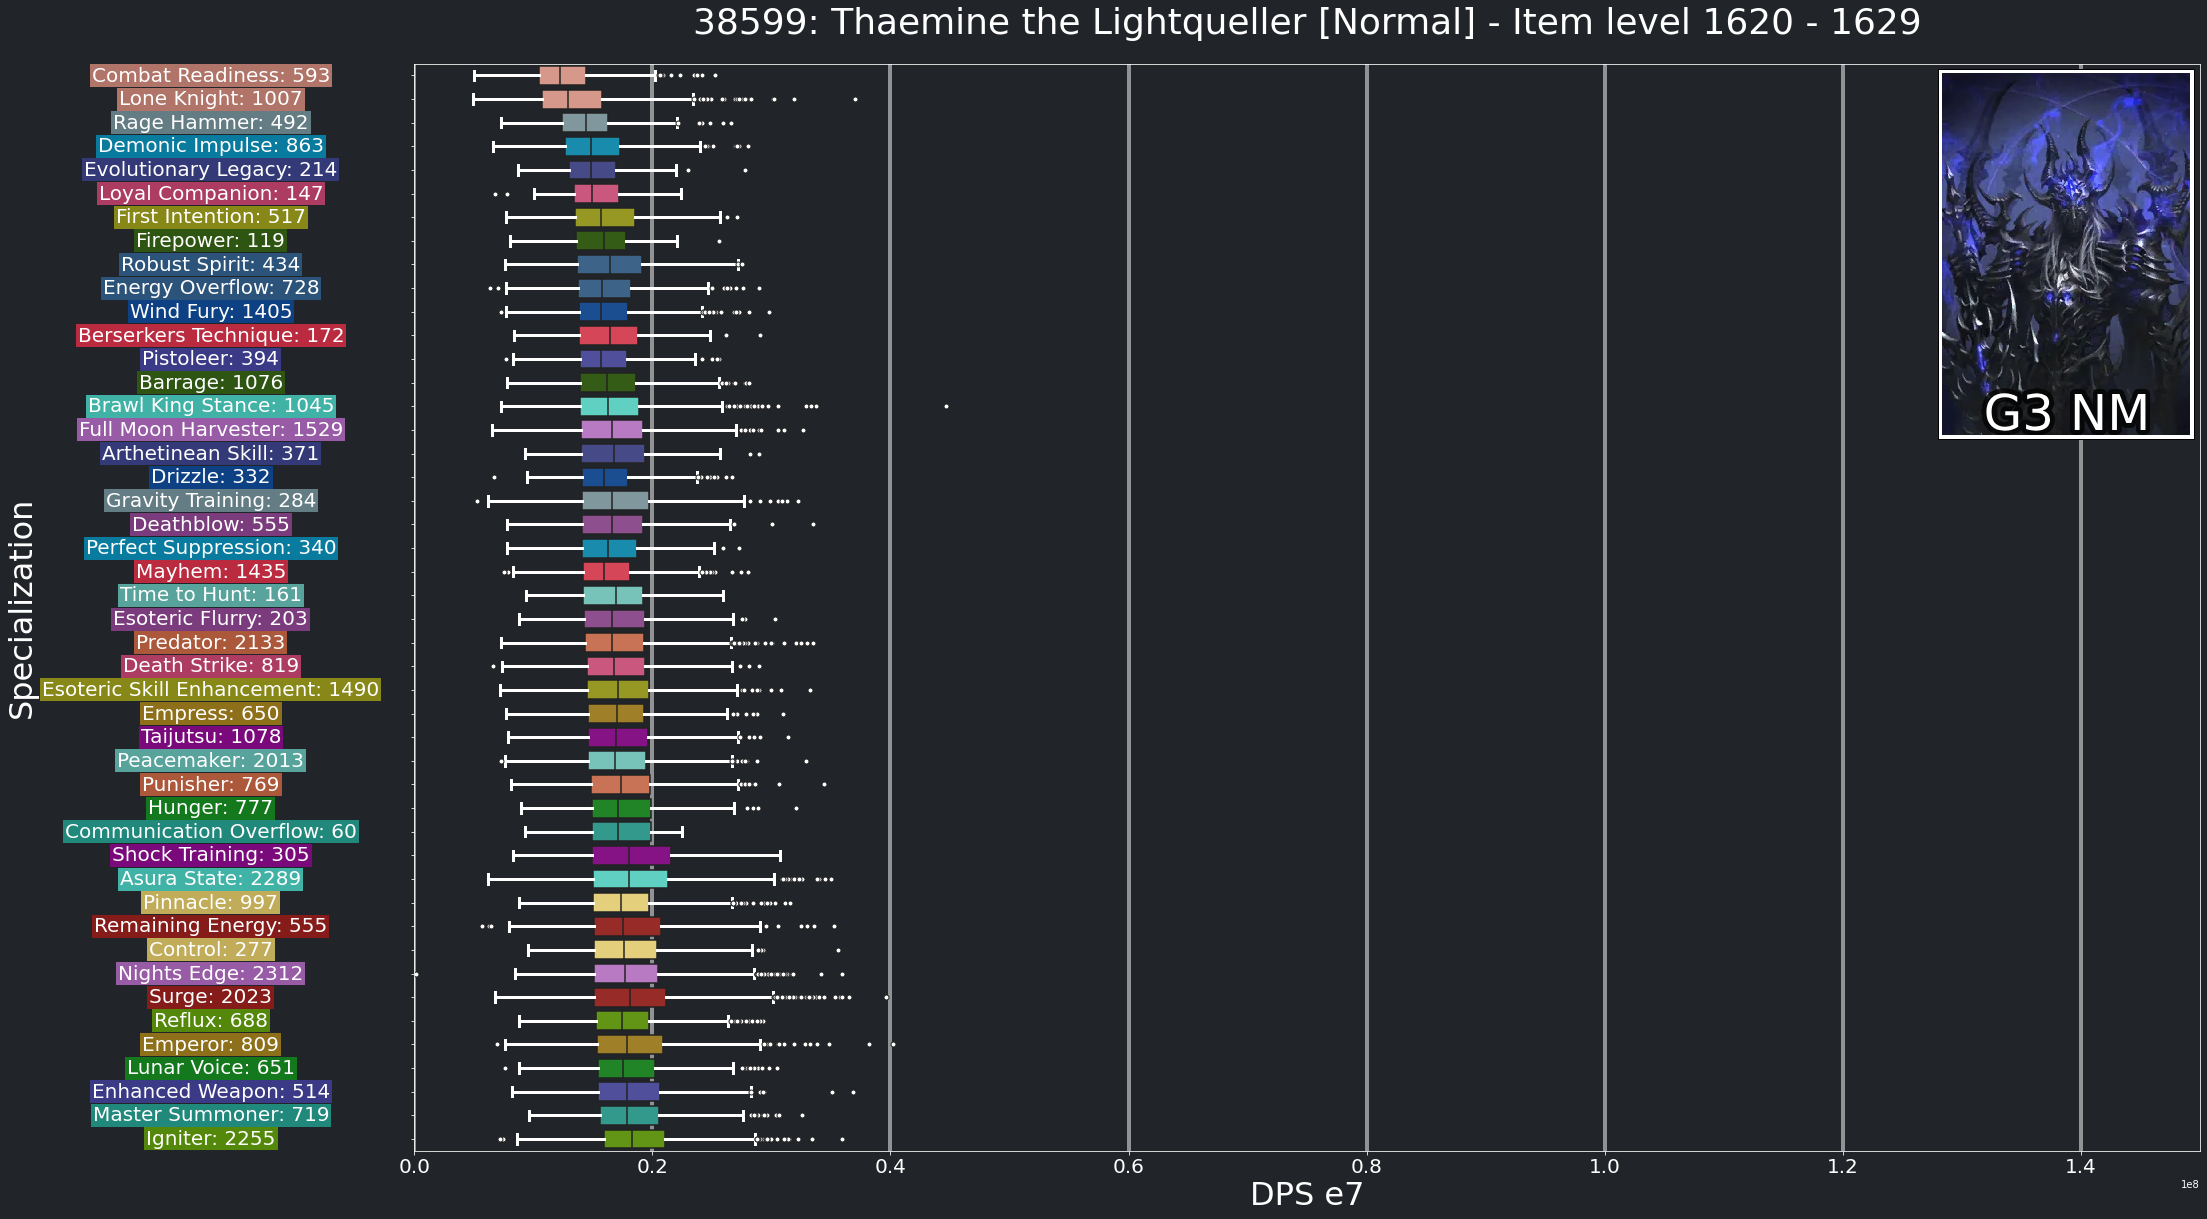 38599: Thaemine the Lightqueller [Normal] - Item level 1620 - 1629
Combat Readiness: 593
Lone Knight: 1007
Rage Hammer: 492
Demonic Impulse: 863
Evolutionary Legacy: 214
Loyal Companion: 147
First Intention: 517
Firepower: 119
Robust Spirit: 434
Energy Overflow: 728
Wind Fury: 1405
Berserkers Technique: 172
Pistoleer: 394
Barrage: 1076
Brawl King Stance: 1045
Full Moon Harvester: 1529
Arthetinean Skill: 371
Drizzle: 332
Gravity Training: 284
Deathblow: 555
Perfect Suppression: 340
Mayhem: 1435
Time to Hunt: 161
Esoteric Flurry: 203
Predator: 2133
Death Strike: 819
Esoteric Skill Enhancement: 1490
Empress: 650
Taijutsu: 1078
Peacemaker: 2013
Punisher: 769
Hunger: 777
Communication Overflow: 60
Shock Training: 305
Asura State: 2289
Pinnacle: 997
Remaining Energy: 555
Control: 277
Nights Edge: 2312
Surge: 2023
Reflux: 688
Emperor: 809
Lunar Voice: 651
Enhanced Weapon: 514
Master Summoner: 719
Igniter: 2255
Specialization
G3 NM
0.0 0.2 0.4 0.6 0.8 1.0 1.2 1.4
1e8
DPS e7